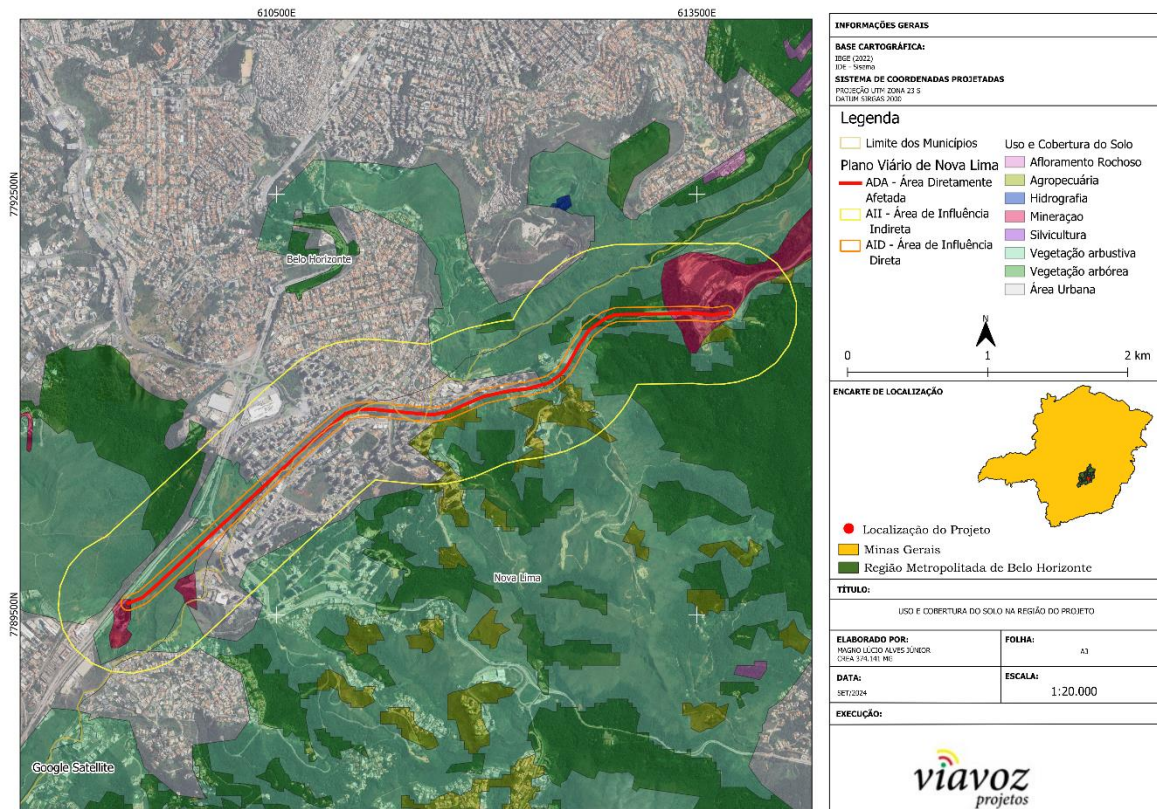 610500E
613500E
7792500N
7789500N
Belo Horizonte
Nova Lima
Google Satellite
INFORMAÇÕES GERAIS
BASE CARTOGRÁFICA:
IBGE (2022)
IDE - Sisema
SISTEMA DE COORDENADAS PROJETADAS
PROJEÇÃO UTM ZONA 23 S
DATUM SIRGAS 2000
Legenda
Limite dos Municípios
Plano Viário de Nova Lima
ADA - Área Diretamente
Afetada
AII - Área de Influência
Indireta
AID - Área de Influência
Direta
Uso e Cobertura do Solo
Afloramento Rochoso
Agropecuária
Hidrografia
Mineraçao
Silvicultura
Vegetação arbustiva
Vegetação arbórea
Área Urbana
N
0
1
2 km
ENCARTE DE LOCALIZAÇÃO
Localização do Projeto
Minas Gerais
Região Metropolitada de Belo Horizonte
TÍTULO:
USO E COBERTURA DO SOLO NA REGIÃO DO PROJETO
ELABORADO POR:
MAGNO LÚCIO ALVES JÚNIOR
CREA 374.141 MG
FOLHA:
A3
DATA:
SET/2024
ESCALA:
1:20.000
EXECUÇÃO:
viavoz
projetos